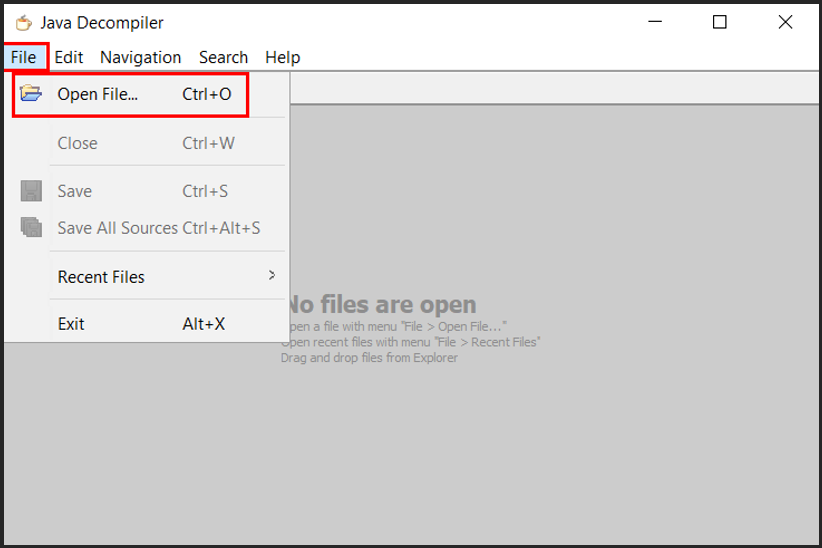 Java Decompiler
File Edit Navigation Search Help
Open File... Ctrl+O
Close Ctrl+W
Save Ctrl+S
Save All Sources Ctrl+Alt+S
Recent Files >
Exit Alt+X
No files are open
Open a file with menu "File > Open File..."
Open recent files with menu "File > Recent Files"
Drag and drop files from Explorer